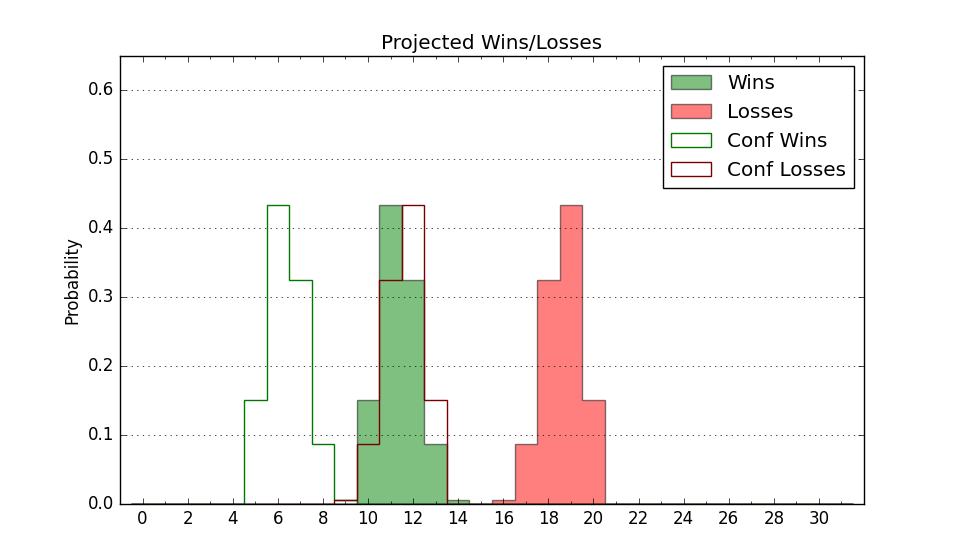 Projected Wins/Losses
Wins
Losses
Conf Wins
Conf Losses
Probability
0.6
0.5
0.4
0.3
0.2
0.1
0.0
0 2 4 6 8 10 12 14 16 18 20 22 24 26 28 30